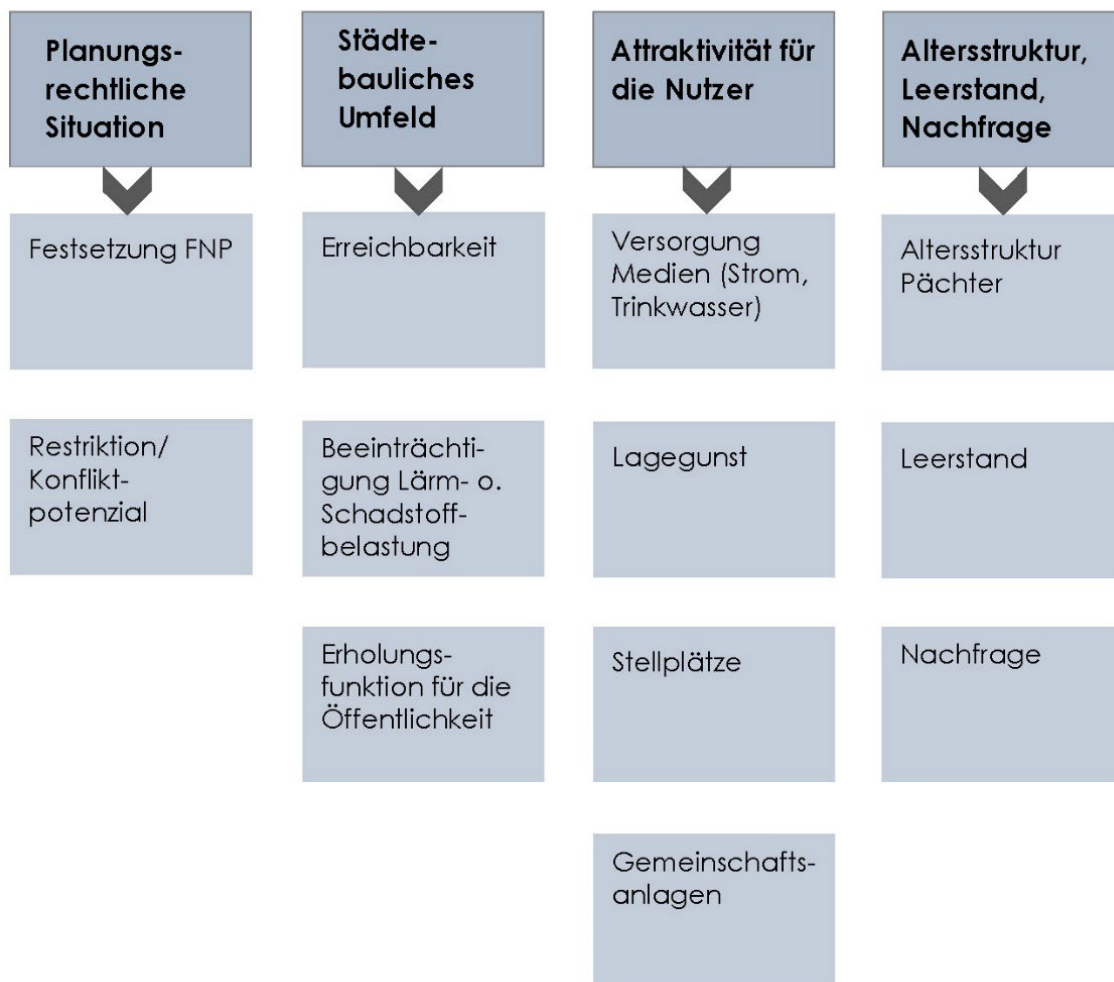 Planungs-
rechtliche
Situation
Festsetzung FNP
Restriktion/
Konflikt-
potenzial
Städte-
bauliches
Umfeld
Erreichbarkeit
Beeinträchti-
gung Lärm- o.
Schadstoff-
belastung
Erholungs-
funktion für die
Öffentlichkeit
Attraktivität für
die Nutzer
Versorgung
Medien (Strom,
Trinkwasser)
Lagegunst
Stellplätze
Gemeinschafts-
anlagen
Altersstruktur,
Leerstand,
Nachfrage
Altersstruktur
Pächter
Leerstand
Nachfrage